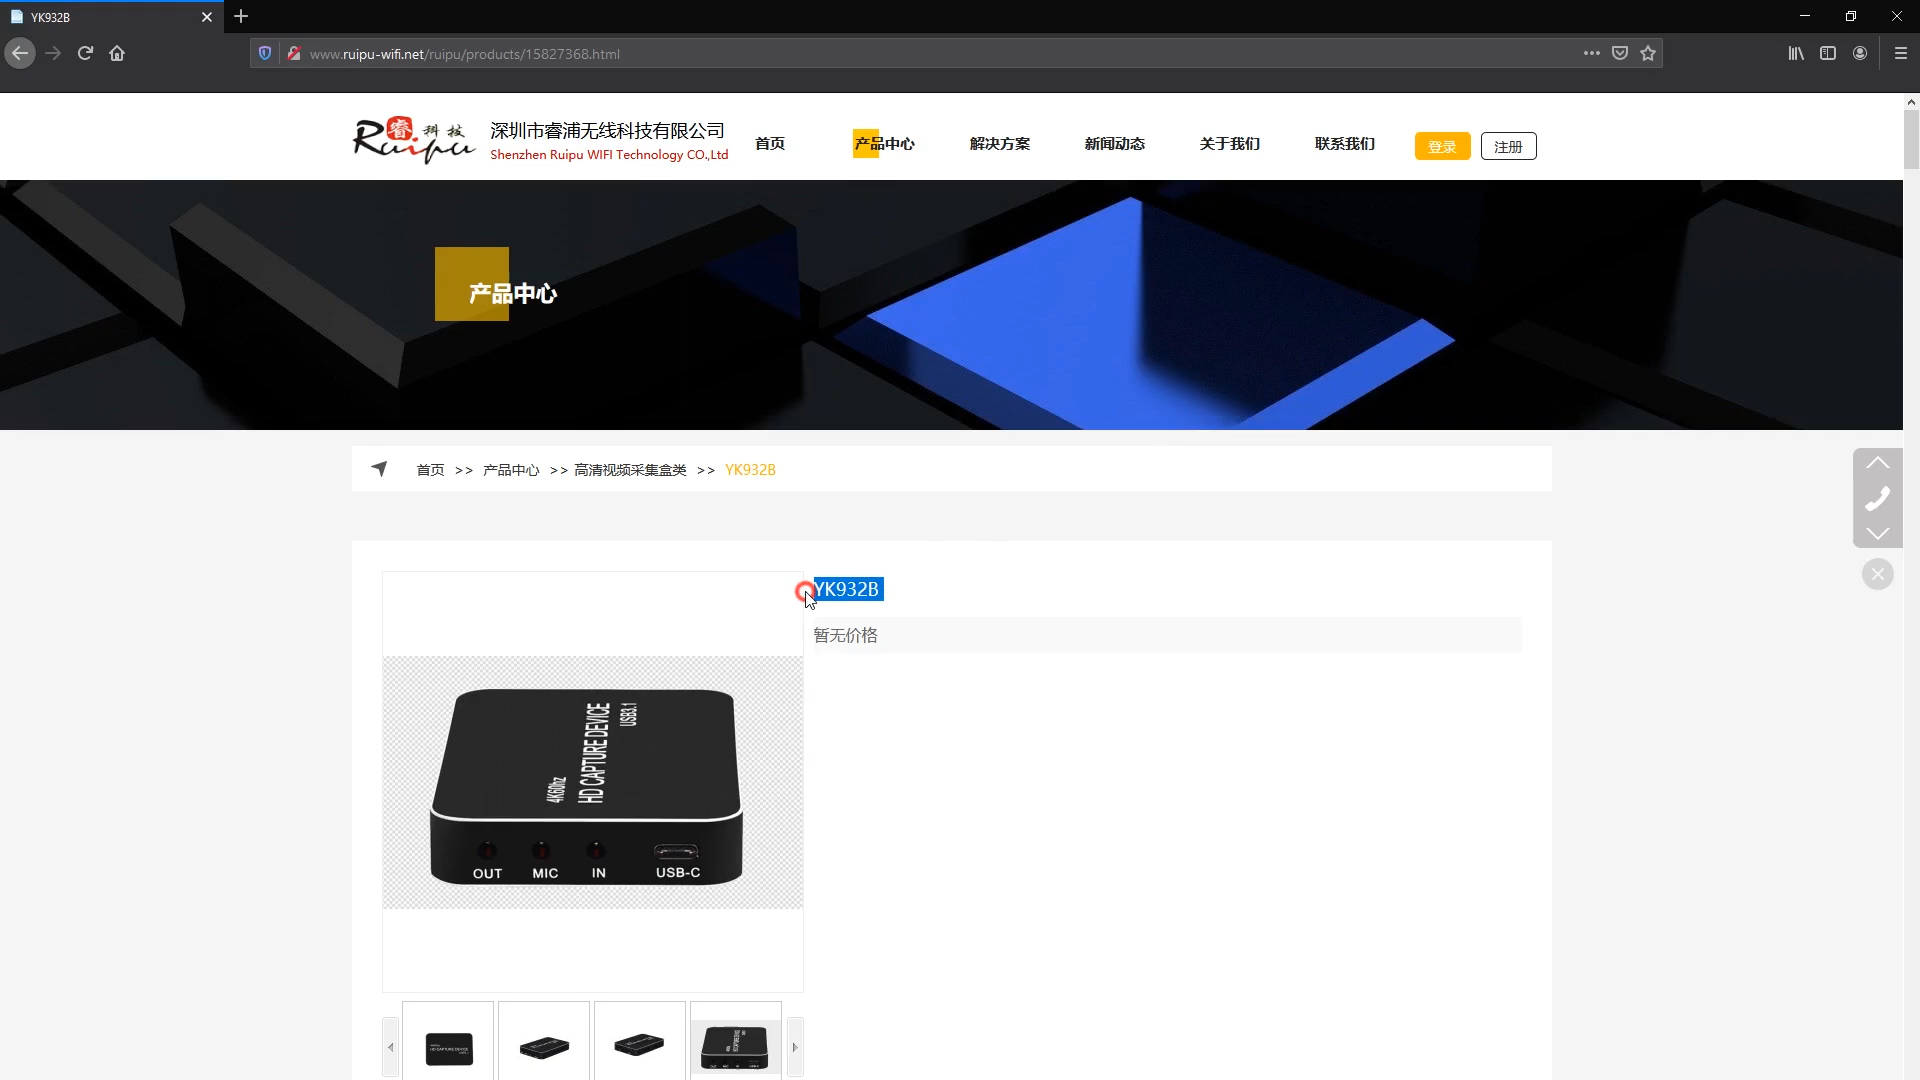 YK932B
www.ruipu-wifi.net/ruipu/products/15827368.html
Ruipu 睿 科技
深圳市睿浦无线科技有限公司
Shenzhen Ruipu WIFI Technology CO.,Ltd
首页
产品中心
解决方案
新闻动态
关于我们
联系我们
登录
注册
产品中心
首页 >> 产品中心 >> 高清视频采集盒类 >> YK932B
YK932B
暂无价格
4K60hz
HD CAPTURE DEVICE
USB3.1
OUT MIC IN USB-C